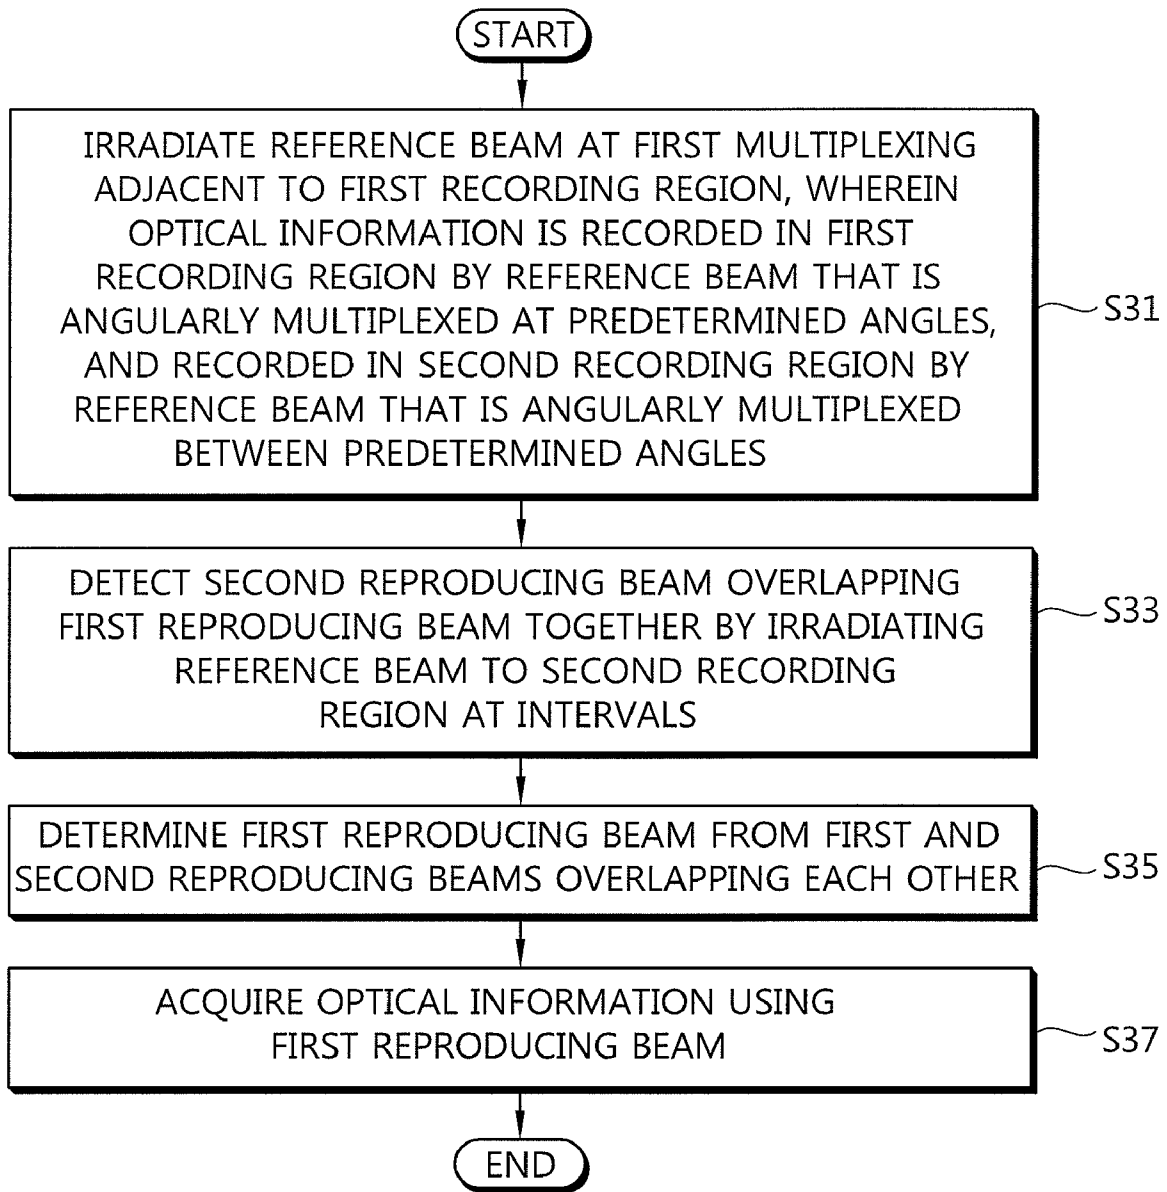 START
IRRADIATE REFERENCE BEAM AT FIRST MULTIPLEXING
ADJACENT TO FIRST RECORDING REGION, WHEREIN
OPTICAL INFORMATION IS RECORDED IN FIRST
RECORDING REGION BY REFERENCE BEAM THAT IS
ANGULARLY MULTIPLEXED AT PREDETERMINED ANGLES,
AND RECORDED IN SECOND RECORDING REGION BY
REFERENCE BEAM THAT IS ANGULARLY MULTIPLEXED
BETWEEN PREDETERMINED ANGLES
S31
DETECT SECOND REPRODUCING BEAM OVERLAPPING
FIRST REPRODUCING BEAM TOGETHER BY IRRADIATING
REFERENCE BEAM TO SECOND RECORDING
REGION AT INTERVALS
S33
DETERMINE FIRST REPRODUCING BEAM FROM FIRST AND
SECOND REPRODUCING BEAMS OVERLAPPING EACH OTHER
S35
ACQUIRE OPTICAL INFORMATION USING
FIRST REPRODUCING BEAM
S37
END